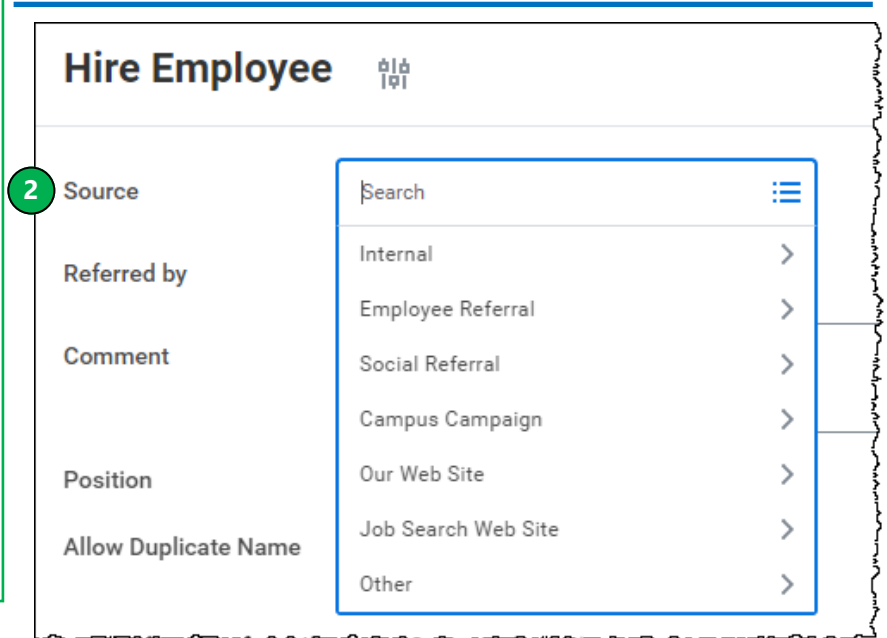 Hire Employee
2 Source Search
Internal
Referred by
Employee Referral
Comment Social Referral
Campus Campaign
Position Our Web Site
Job Search Web Site
Allow Duplicate Name
Other